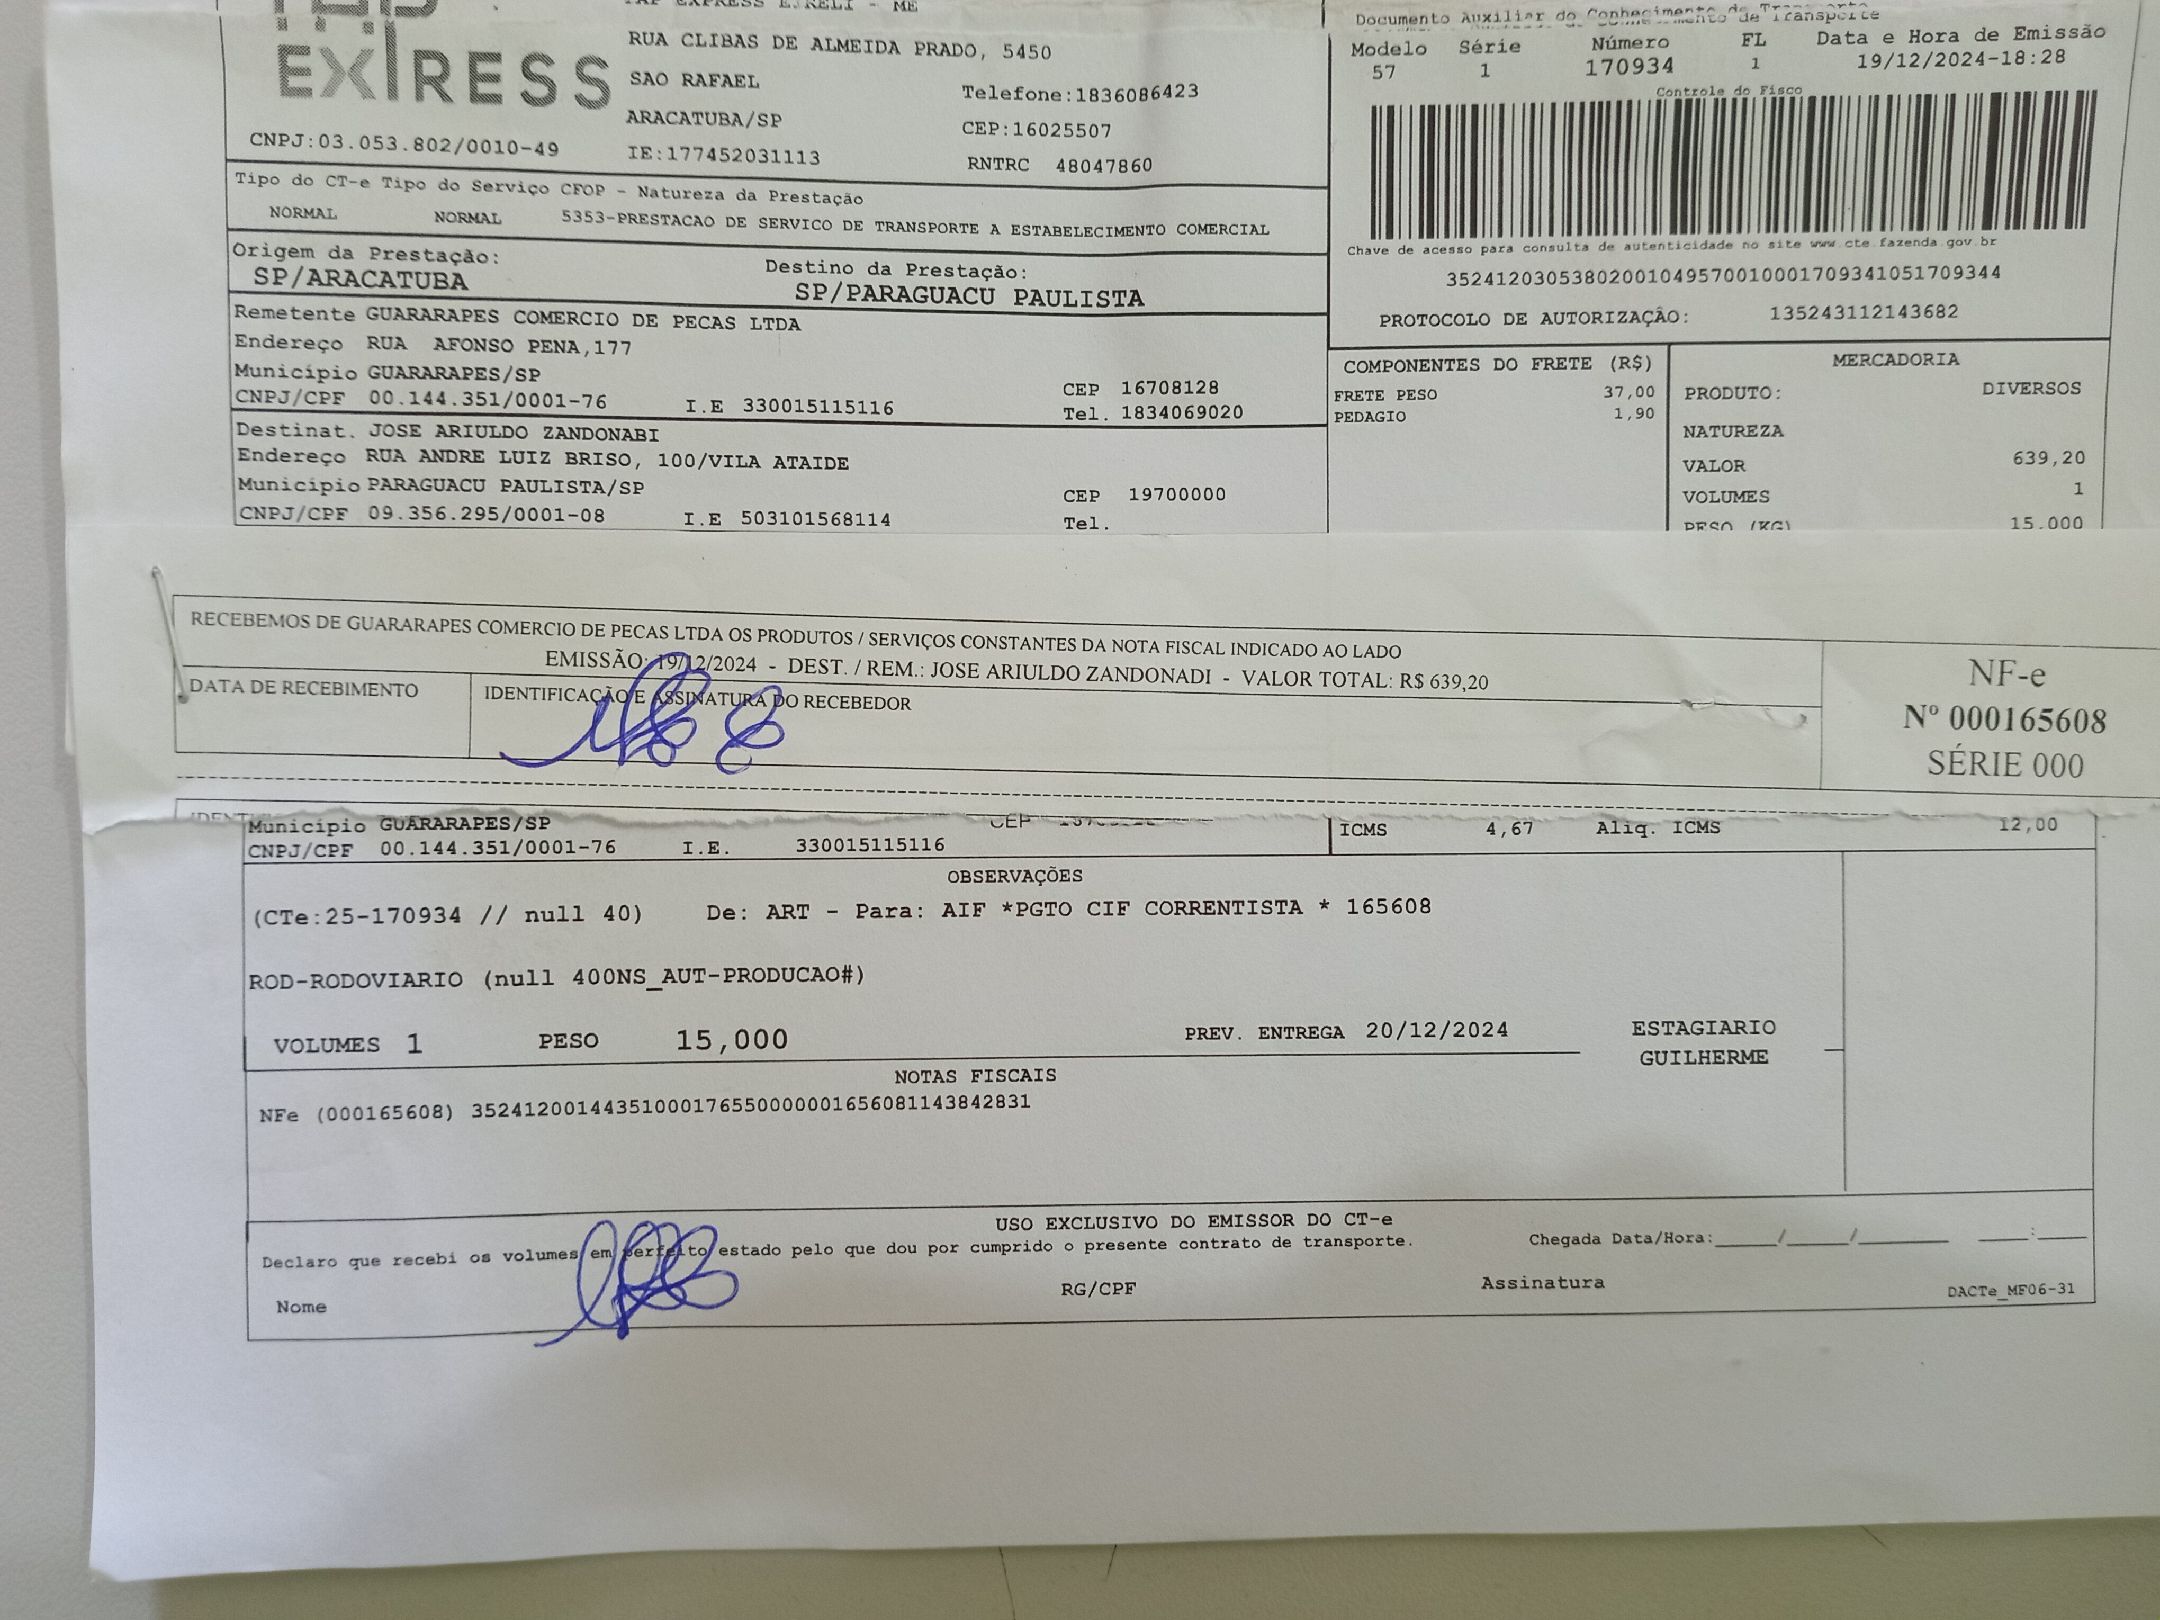 EXPRESS
EXPRESS - ME
RUA CLIBAS DE ALMEIDA PRADO, 5450
SAO RAFAEL
Telefone:1836086423
ARACATUBA/SP
CEP:16025507
CNPJ:03.053.802/0010-49
IE:177452031113
RNTRC 48047860
Documento Auxiliar do Conhecimento de Transporte
Modelo Série Número FL Data e Hora de Emissão
57 1 170934 1 19/12/2024-18:28
Controle do Fisco
Chave de acesso para consulta de autenticidade no site www.cte.fazenda.gov.br
35241203053802001049570010001709341051709344
PROTOCOLO DE AUTORIZAÇÃO: 135243112143682
Tipo do CT-e Tipo do Serviço CFOP - Natureza da Prestação
NORMAL NORMAL 5353-PRESTACAO DE SERVICO DE TRANSPORTE A ESTABELECIMENTO COMERCIAL
Origem da Prestação:
SP/ARACATUBA
Destino da Prestação:
SP/PARAGUACU PAULISTA
Remetente GUARARAPES COMERCIO DE PECAS LTDA
Endereço RUA AFONSO PENA,177
Município GUARARAPES/SP CEP 16708128
CNPJ/CPF 00.144.351/0001-76 I.E 330015115116 Tel. 1834069020
Destinat. JOSE ARIULDO ZANDONABI
Endereço RUA ANDRE LUIZ BRISO, 100/VILA ATAIDE
Município PARAGUACU PAULISTA/SP CEP 19700000
CNPJ/CPF 09.356.295/0001-08 I.E 503101568114 Tel.
COMPONENTES DO FRETE (R$)
FRETE PESO 37,00
PEDAGIO 1,90
MERCADORIA
PRODUTO: DIVERSOS
NATUREZA
VALOR 639,20
VOLUMES 1
PESO (KG) 15.000
RECEBEMOS DE GUARARAPES COMERCIO DE PECAS LTDA OS PRODUTOS / SERVIÇOS CONSTANTES DA NOTA FISCAL INDICADO AO LADO
EMISSÃO: 19/12/2024 - DEST. / REM.: JOSE ARIULDO ZANDONADI - VALOR TOTAL: R$ 639,20
DATA DE RECEBIMENTO
IDENTIFICAÇÃO E ASSINATURA DO RECEBEDOR
NF-e
Nº 000165608
SÉRIE 000
Município GUARARAPES/SP CEP
CNPJ/CPF 00.144.351/0001-76 I.E. 330015115116
ICMS 4,67 Aliq. ICMS 12,00
OBSERVAÇÕES
(CTe:25-170934 // null 40) De: ART - Para: AIF *PGTO CIF CORRENTISTA * 165608
ROD-RODOVIARIO (null 400NS_AUT-PRODUCAO#)
VOLUMES 1 PESO 15,000 PREV. ENTREGA 20/12/2024
ESTAGIARIO
GUILHERME
NOTAS FISCAIS
NFe (000165608) 35241200144351000176550000001656081143842831
USO EXCLUSIVO DO EMISSOR DO CT-e
Declaro que recebi os volumes em perfeito estado pelo que dou por cumprido o presente contrato de transporte.
Chegada Data/Hora:_____/_____/________ ____:____
Nome RG/CPF Assinatura
DACTe_MF06-31